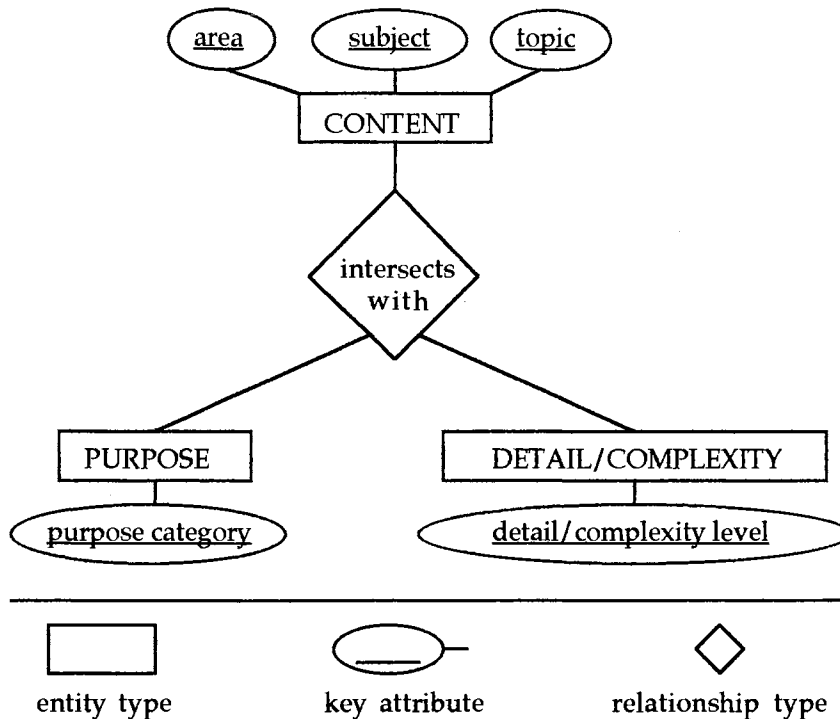 area
subject
topic
CONTENT
intersects
with
PURPOSE
DETAIL/COMPLEXITY
purpose category
detail/complexity level
entity type
key attribute
relationship type